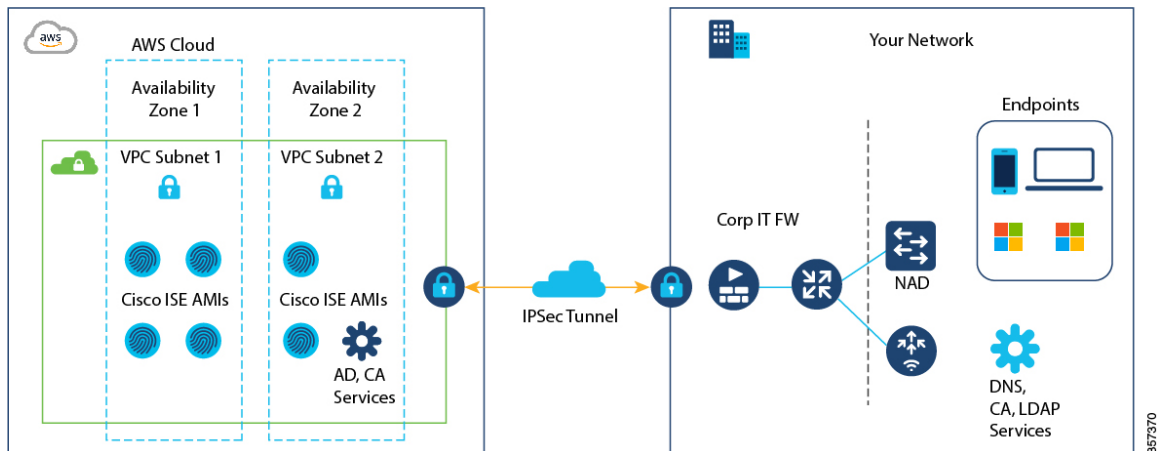 aws
AWS Cloud
Availability
Zone 1
Availability
Zone 2
VPC Subnet 1
VPC Subnet 2
Cisco ISE AMIs
Cisco ISE AMIs
AD, CA
Services
IPSec Tunnel
Your Network
Endpoints
Corp IT FW
NAD
DNS,
CA, LDAP
Services
357370